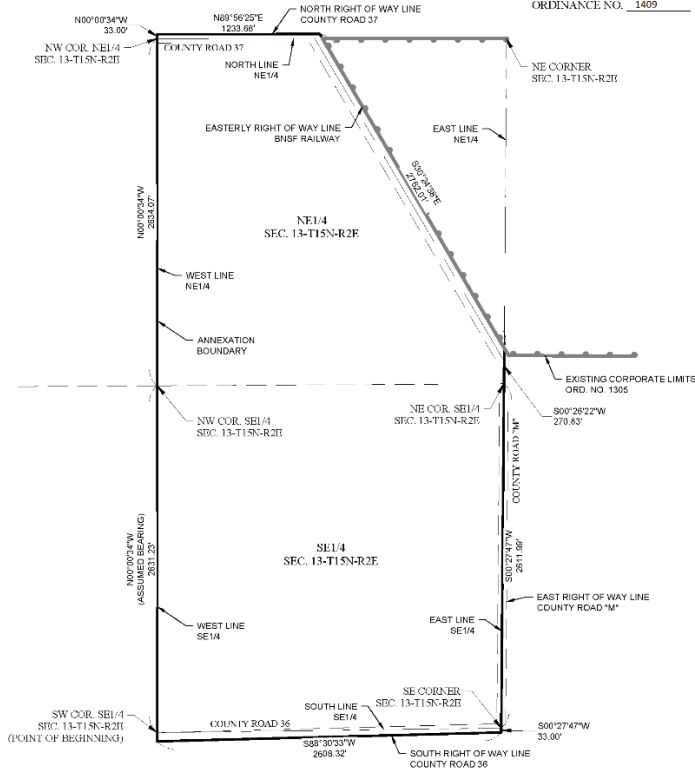 ORDINANCE NO. 1409
N00°00'34"W
33.00'
N89°56'25"E
1233.66'
NORTH RIGHT OF WAY LINE
COUNTY ROAD 37
NW COR. NE1/4
SEC. 13-T15N-R2E
COUNTY ROAD 37
NORTH LINE
NE1/4
NE CORNER
SEC. 13-T15N-R2E
EASTERLY RIGHT OF WAY LINE
BNSF RAILWAY
EAST LINE
NE1/4
S30°24'38"E
2762.01'
N00°00'34"W
2634.07'
NE1/4
SEC. 13-T15N-R2E
WEST LINE
NE1/4
ANNEXATION
BOUNDARY
EXISTING CORPORATE LIMITS
ORD. NO. 1305
NW COR. SE1/4
SEC. 13-T15N-R2E
NE COR. SE1/4
SEC. 13-T15N-R2E
S00°26'22"W
270.83'
COUNTY ROAD "M"
N00°00'34"W
(ASSUMED BEARING)
2631.23'
SE1/4
SEC. 13-T15N-R2E
S00°27'47"W
2611.99'
EAST RIGHT OF WAY LINE
COUNTY ROAD "M"
WEST LINE
SE1/4
EAST LINE
SE1/4
SW COR. SE1/4
SEC. 13-T15N-R2E
(POINT OF BEGINNING)
COUNTY ROAD 36
SOUTH LINE
SE1/4
SE CORNER
SEC. 13-T15N-R2E
S00°27'47"W
33.00'
S88°30'33"W
2608.32'
SOUTH RIGHT OF WAY LINE
COUNTY ROAD 36